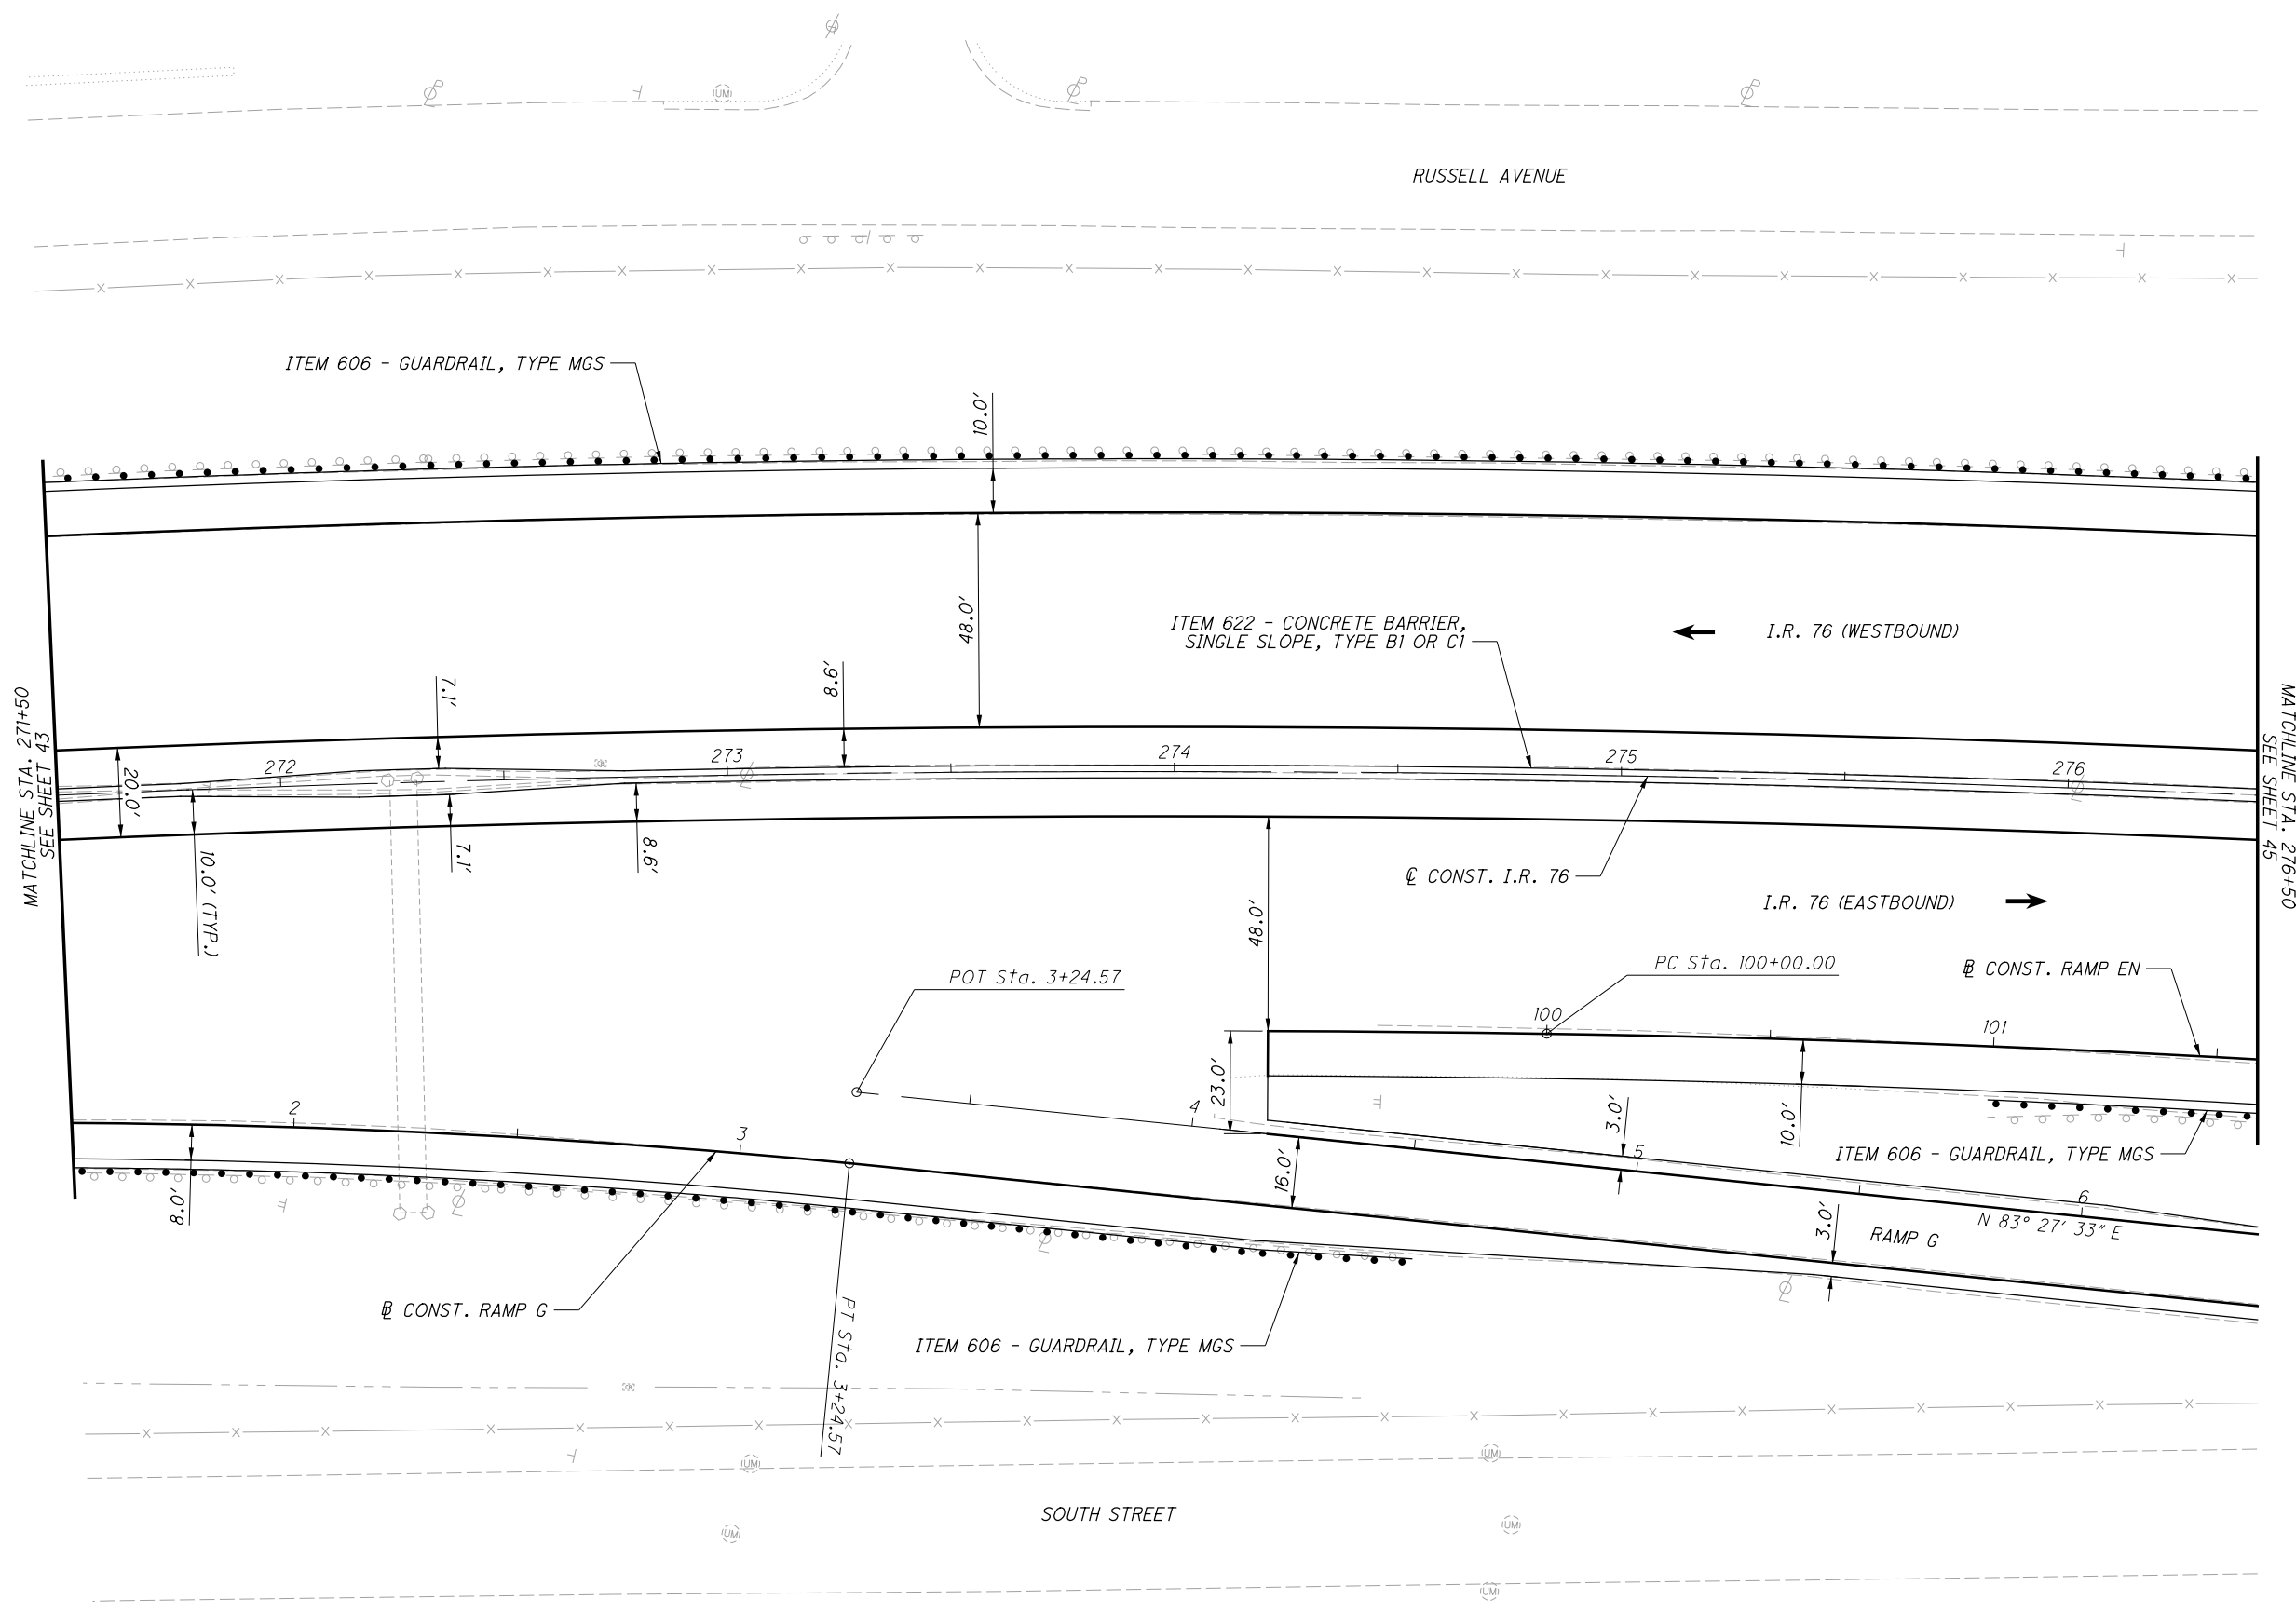 RUSSELL AVENUE
ITEM 606 - GUARDRAIL, TYPE MGS
10.0'
48.0'
ITEM 622 - CONCRETE BARRIER,
SINGLE SLOPE, TYPE B1 OR C1
I.R. 76 (WESTBOUND)
MATCHLINE STA. 271+50
SEE SHEET 43
MATCHLINE STA. 276+50
SEE SHEET 45
7.1'
8.6'
272
273
274
275
276
20.0'
10.0' (TYP.)
7.1'
8.6'
℄ CONST. I.R. 76
48.0'
I.R. 76 (EASTBOUND)
POT Sta. 3+24.57
PC Sta. 100+00.00
CONST. RAMP EN
100
101
23.0'
2
3
4
5
6
3.0'
10.0'
ITEM 606 - GUARDRAIL, TYPE MGS
16.0'
8.0'
3.0'
RAMP G
N 83° 27' 33" E
CONST. RAMP G
PT Sta. 3+24.57
ITEM 606 - GUARDRAIL, TYPE MGS
SOUTH STREET
(UM)
(UM)
(UM)
(UM)
(UM)
(UM)